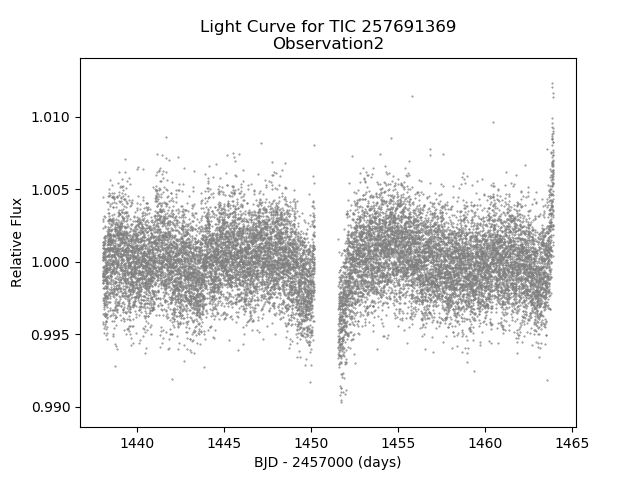 Light Curve for TIC 257691369
Observation2
1.010
1.005
1.000
0.995
0.990
Relative Flux
1440 1445 1450 1455 1460 1465
BJD - 2457000 (days)